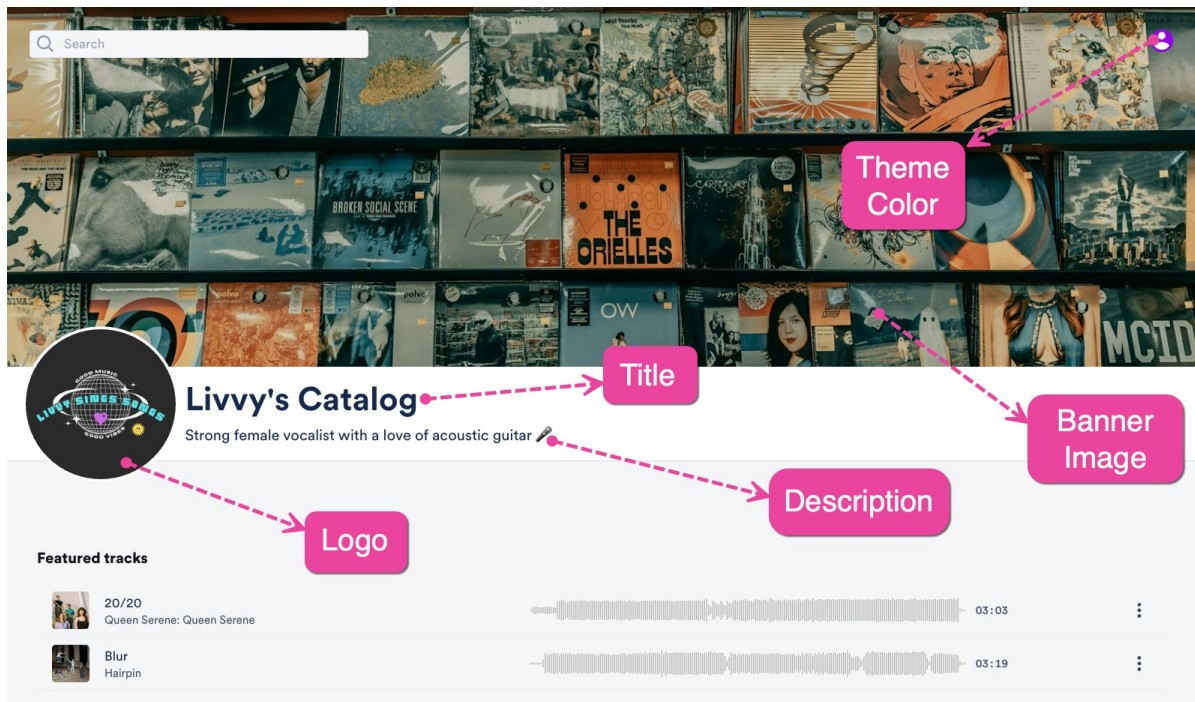 Search
Theme
Color
BROKEN SOCIAL SCENE
THE
ORIELLES
polvo
polvo
OW
MCID
GOOD MUSIC
LIVVY SINGS SONGS
GOOD VIBES
Livvy's Catalog
Title
Strong female vocalist with a love of acoustic guitar 🎤
Banner
Image
Description
Logo
Featured tracks
20/20
Queen Serene: Queen Serene
03:03
Blur
Hairpin
03:19